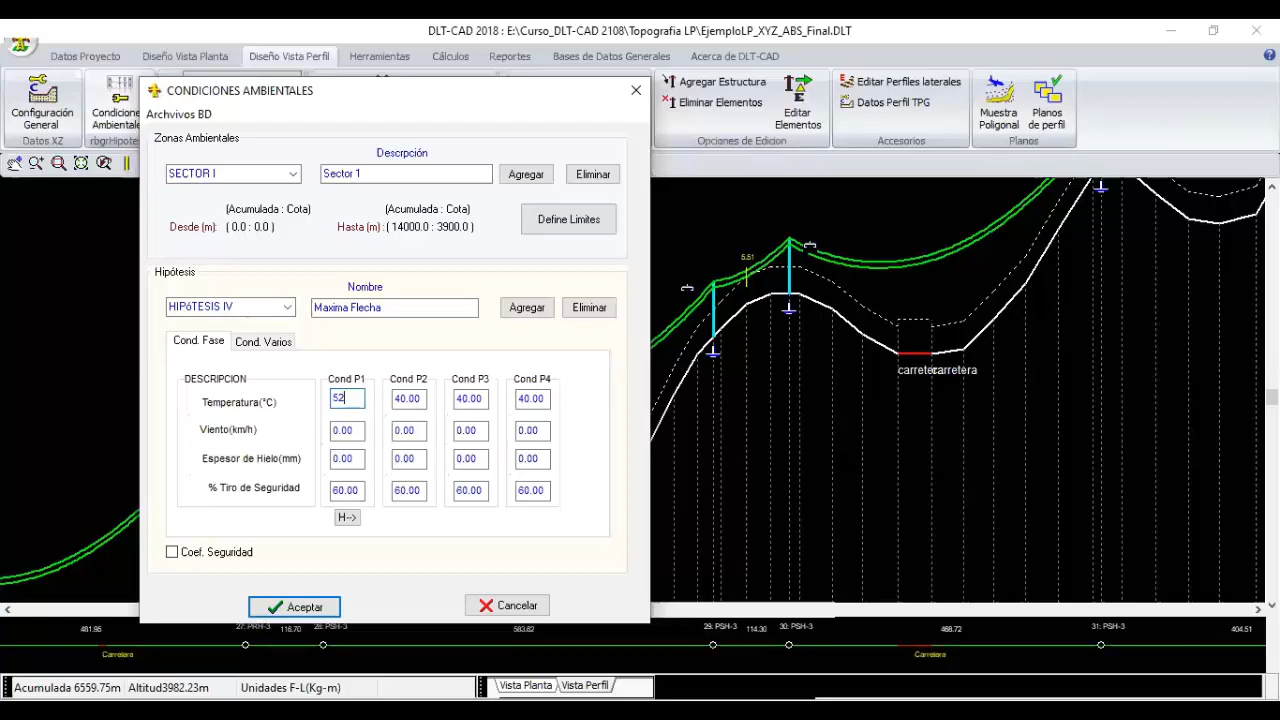 DLT-CAD 2018 : E:\Curso_DLT-CAD 2108\Topografia LP\EjemploLP_XYZ_ABS_Final.DLT
Datos Proyecto
Diseño Vista Planta
Diseño Vista Perfil
Herramientas
Cálculos
Reportes
Bases de Datos Generales
Acerca de DLT-CAD
Configuración
General
Datos XZ
Condicione
Ambientale
rbgrHipote
Agregar Estructura
Eliminar Elementos
Editar
Elementos
Opciones de Edicion
Editar Perfiles laterales
Datos Perfil TPG
Accesorios
Muestra
Poligonal
Planos
de perfil
Planos
CONDICIONES AMBIENTALES
Archvivos BD
Zonas Ambientales
Descrpción
SECTOR I
Sector 1
Agregar
Eliminar
(Acumulada : Cota)
(Acumulada : Cota)
Desde (m): ( 0.0 : 0.0 )
Hasta (m) : ( 14000.0 : 3900.0 )
Define Limites
Hipótesis
Nombre
HIPóTESIS IV
Maxima Flecha
Agregar
Eliminar
Cond. Fase
Cond. Varios
DESCRIPCION
Cond P1
Cond P2
Cond P3
Cond P4
Temperatura(°C)
52
40.00
40.00
40.00
Viento(km/h)
0.00
0.00
0.00
0.00
Espesor de Hielo(mm)
0.00
0.00
0.00
0.00
% Tiro de Seguridad
60.00
60.00
60.00
60.00
H-->
Coef. Seguridad
Aceptar
Cancelar
5.51
carretera
481.95
27: PRH-3
116.70
28: PSH-3
583.82
29: PSH-3
114.30
30: PSH-3
468.72
31: PSH-3
404.51
Carretera
Carretera
Acumulada 6559.75m
Altitud3982.23m
Unidades F-L(Kg-m)
Vista Planta
Vista Perfil